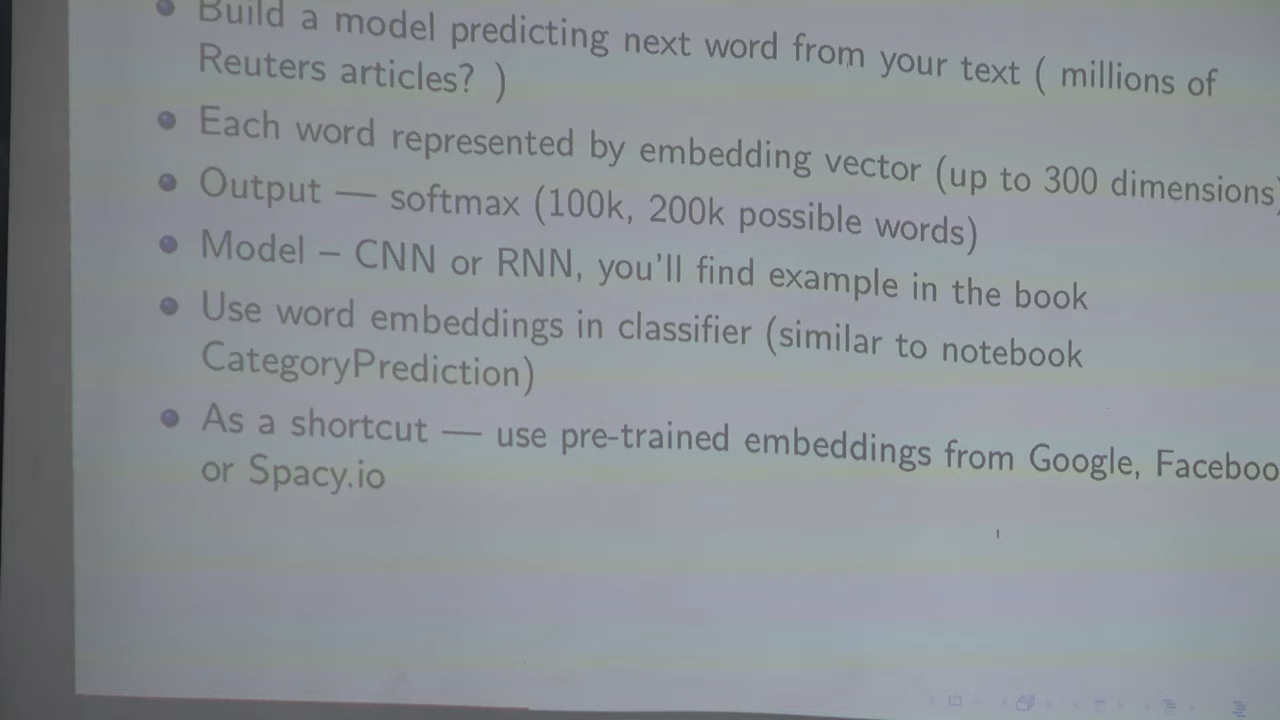 Build a model predicting next word from your text ( millions of
Reuters articles? )
Each word represented by embedding vector (up to 300 dimensions)
Output — softmax (100k, 200k possible words)
Model – CNN or RNN, you'll find example in the book
Use word embeddings in classifier (similar to notebook
CategoryPrediction)
As a shortcut — use pre-trained embeddings from Google, Faceboo
or Spacy.io